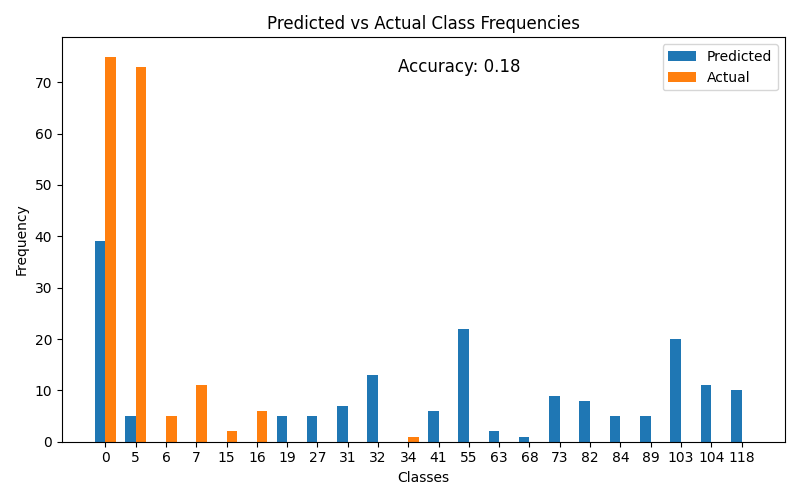 Predicted vs Actual Class Frequencies
Accuracy: 0.18
Predicted
Actual
Frequency
70
60
50
40
30
20
10
0
0 5 6 7 15 16 19 27 31 32 34 41 55 63 68 73 82 84 89 103 104 118
Classes